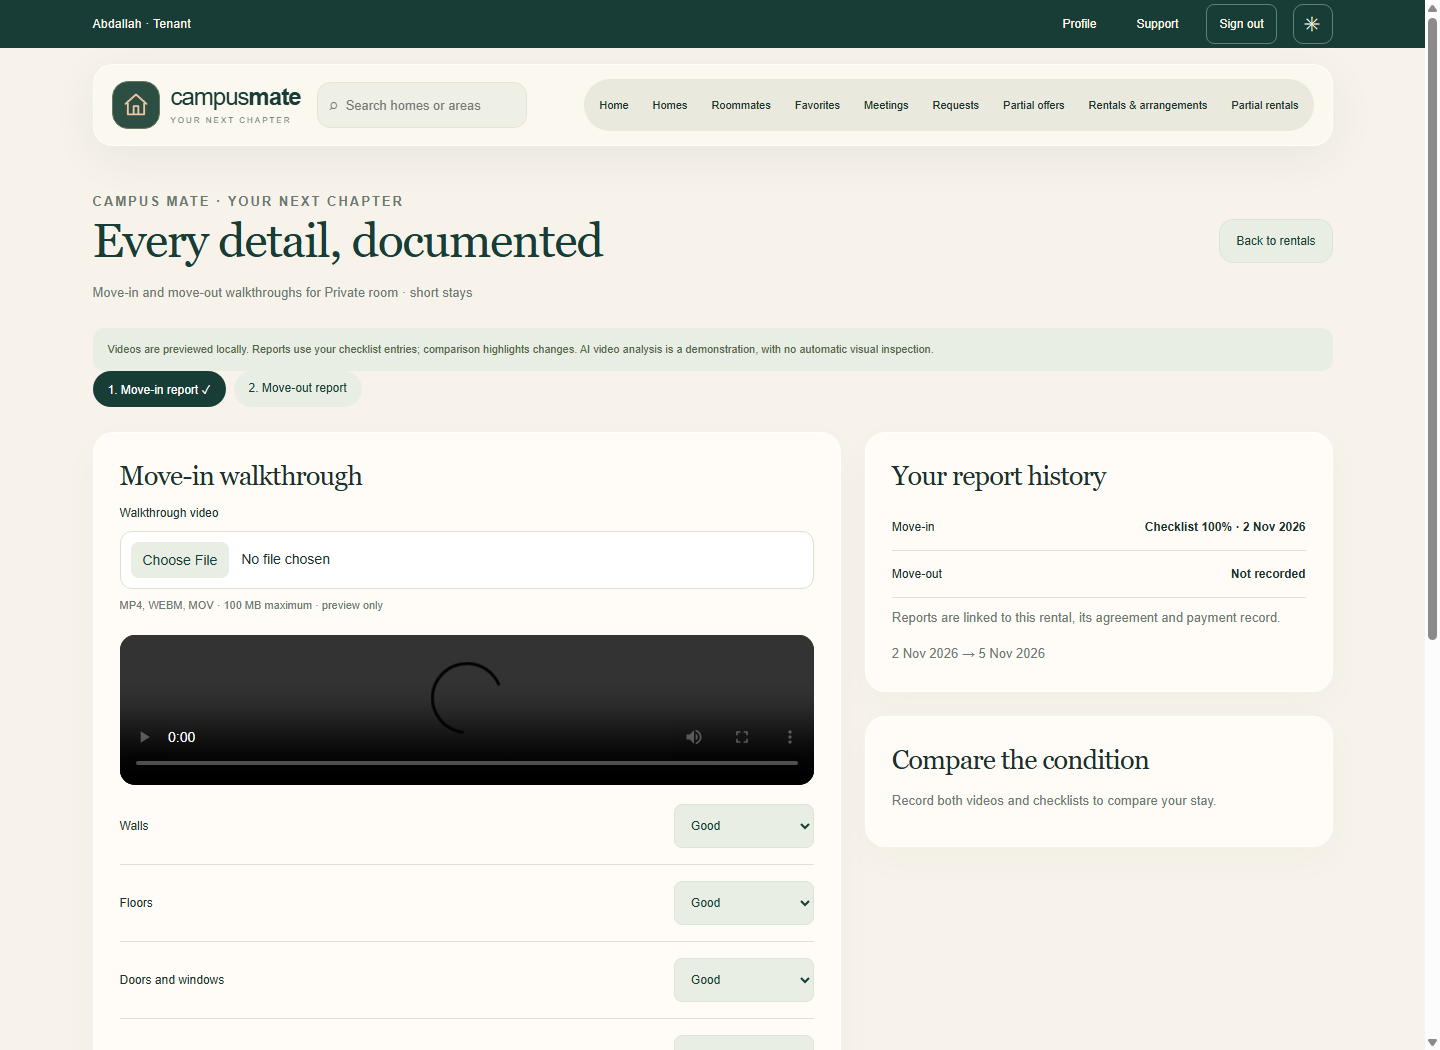 Abdallah · Tenant
Profile
Support
Sign out
campusmate
YOUR NEXT CHAPTER
Search homes or areas
Home
Homes
Roommates
Favorites
Meetings
Requests
Partial offers
Rentals & arrangements
Partial rentals
CAMPUS MATE · YOUR NEXT CHAPTER
Every detail, documented
Back to rentals
Move-in and move-out walkthroughs for Private room · short stays
Videos are previewed locally. Reports use your checklist entries; comparison highlights changes. AI video analysis is a demonstration, with no automatic visual inspection.
1. Move-in report ✓
2. Move-out report
Move-in walkthrough
Walkthrough video
Choose File No file chosen
MP4, WEBM, MOV · 100 MB maximum · preview only
0:00
Walls
Good
Floors
Good
Doors and windows
Good
Your report history
Move-in
Checklist 100% · 2 Nov 2026
Move-out
Not recorded
Reports are linked to this rental, its agreement and payment record.
2 Nov 2026 → 5 Nov 2026
Compare the condition
Record both videos and checklists to compare your stay.